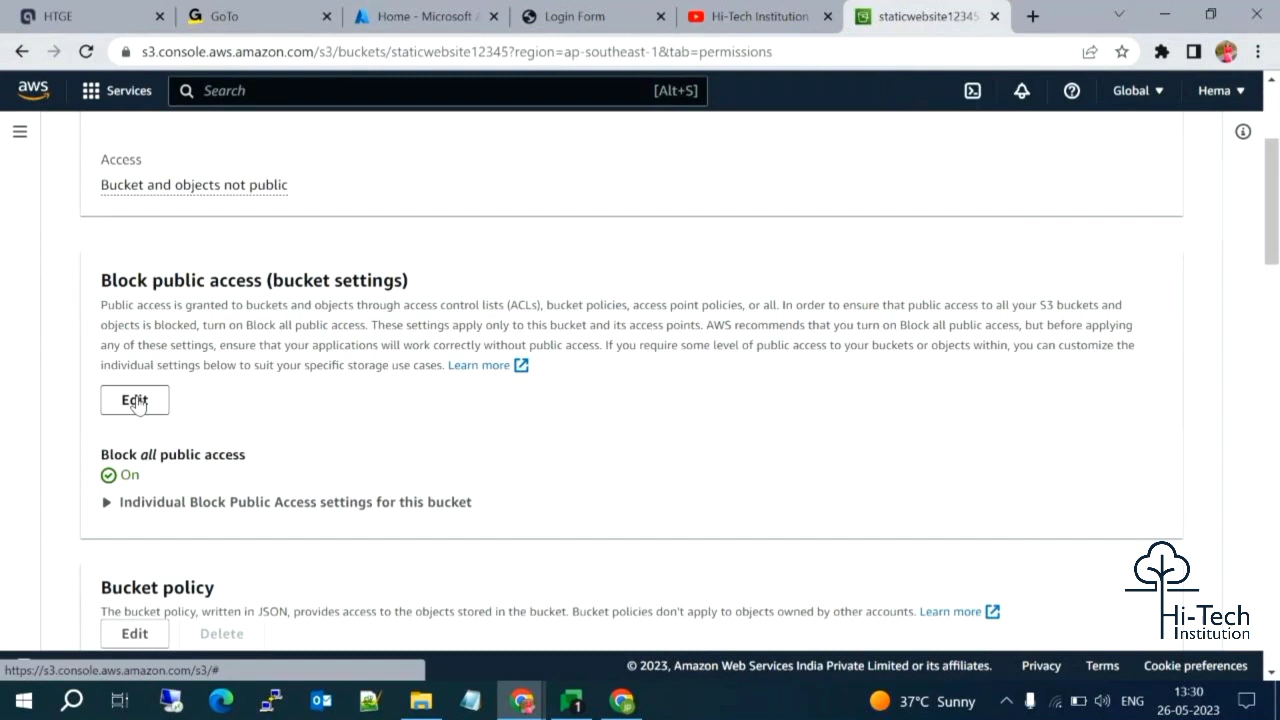 HTGE
GoTo
Home - Microsoft A
Login Form
Hi-Tech Institution
staticwebsite12345
s3.console.aws.amazon.com/s3/buckets/staticwebsite12345?region=ap-southeast-1&tab=permissions
aws
Services
Search
[Alt+S]
Global
Hema
Access
Bucket and objects not public
Block public access (bucket settings)
Public access is granted to buckets and objects through access control lists (ACLs), bucket policies, access point policies, or all. In order to ensure that public access to all your S3 buckets and
objects is blocked, turn on Block all public access. These settings apply only to this bucket and its access points. AWS recommends that you turn on Block all public access, but before applying
any of these settings, ensure that your applications will work correctly without public access. If you require some level of public access to your buckets or objects within, you can customize the
individual settings below to suit your specific storage use cases. Learn more
Edit
Block all public access
On
Individual Block Public Access settings for this bucket
Bucket policy
The bucket policy, written in JSON, provides access to the objects stored in the bucket. Bucket policies don't apply to objects owned by other accounts. Learn more
Edit
Delete
Hi-Tech
Institution
https://s3.console.aws.amazon.com/s3/#
© 2023, Amazon Web Services India Private Limited or its affiliates.
Privacy
Terms
Cookie preferences
1
37°C Sunny
ENG
13:30
26-05-2023